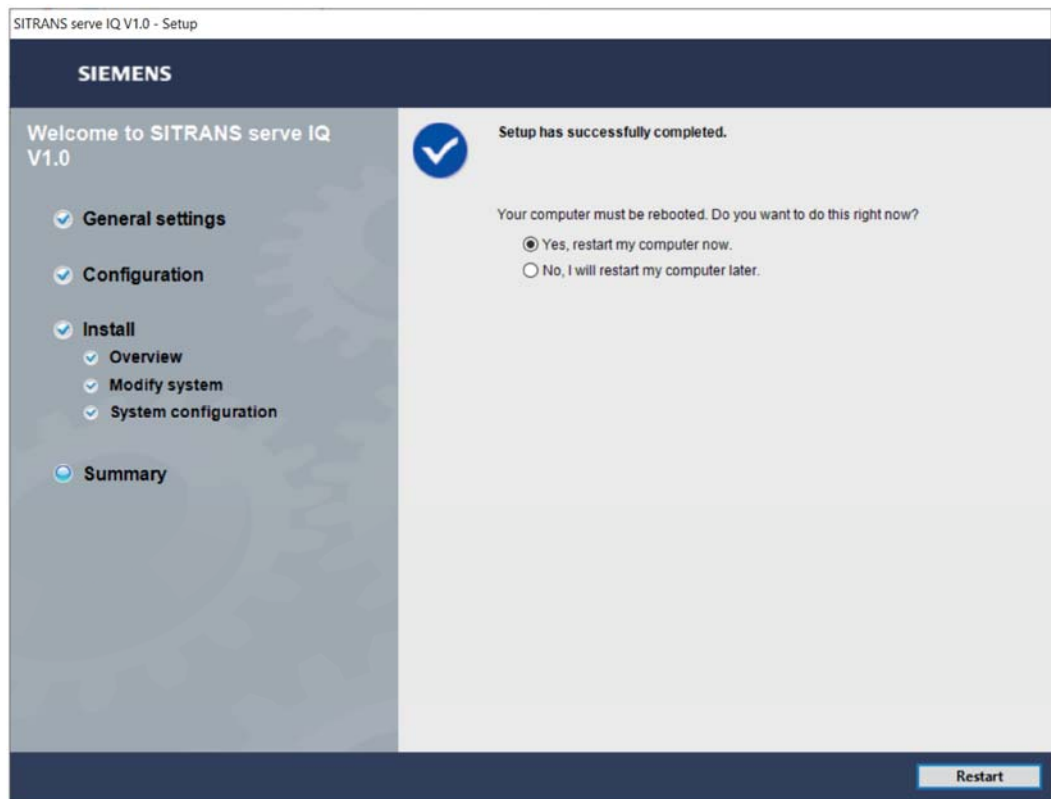 SITRANS serve IQ V1.0 - Setup
SIEMENS
Welcome to SITRANS serve IQ
V1.0
General settings
Configuration
Install
Overview
Modify system
System configuration
Summary
Setup has successfully completed.
Your computer must be rebooted. Do you want to do this right now?
Yes, restart my computer now.
No, I will restart my computer later.
Restart